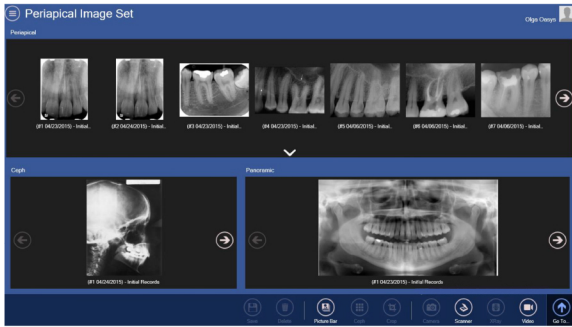 Periapical Image Set
Olga Oasys
Periapical
(#1 04/23/2015) - Initial..
(#2 04/24/2015) - Initial..
(#3 04/23/2015) - Initial..
(#4 04/23/2015) - Initial..
(#5 04/06/2015) - Initial..
(#6 04/06/2015) - Initial..
(#7 04/06/2015) - Initial..
Ceph
Panoramic
(#1 04/24/2015) - Initial Records
(#1 04/23/2015) - Initial Records
Save
Delete
Picture Bar
Ceph
Crop
Camera
Scanner
XRay
Video
Go To...